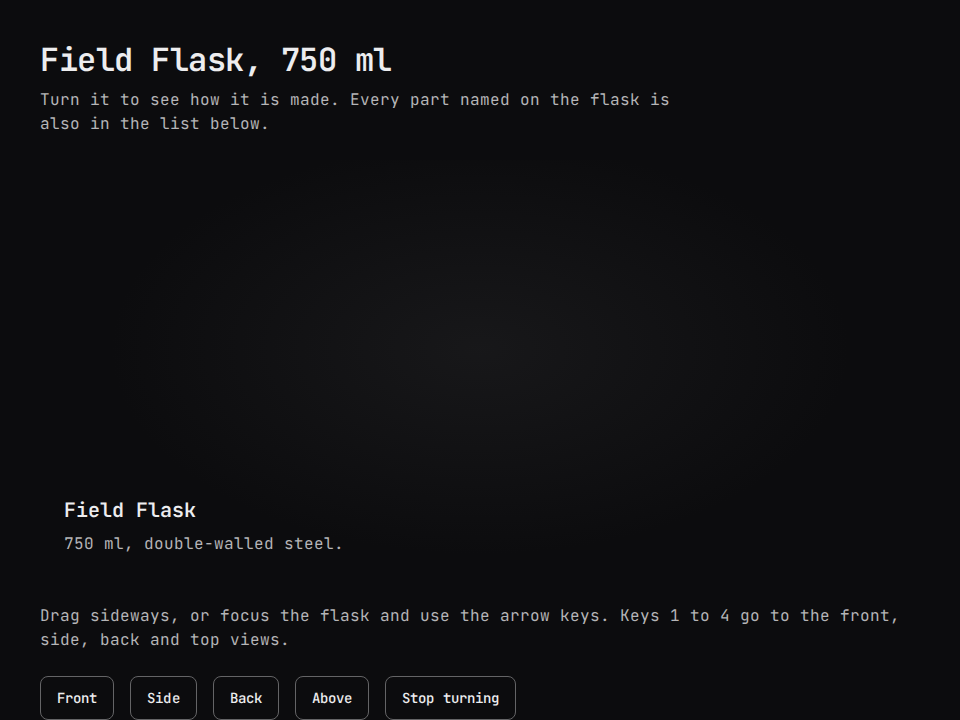 Field Flask, 750 ml
Turn it to see how it is made. Every part named on the flask is
also in the list below.
Field Flask
750 ml, double-walled steel.
Drag sideways, or focus the flask and use the arrow keys. Keys 1 to 4 go to the front,
side, back and top views.
Front Side Back Above Stop turning